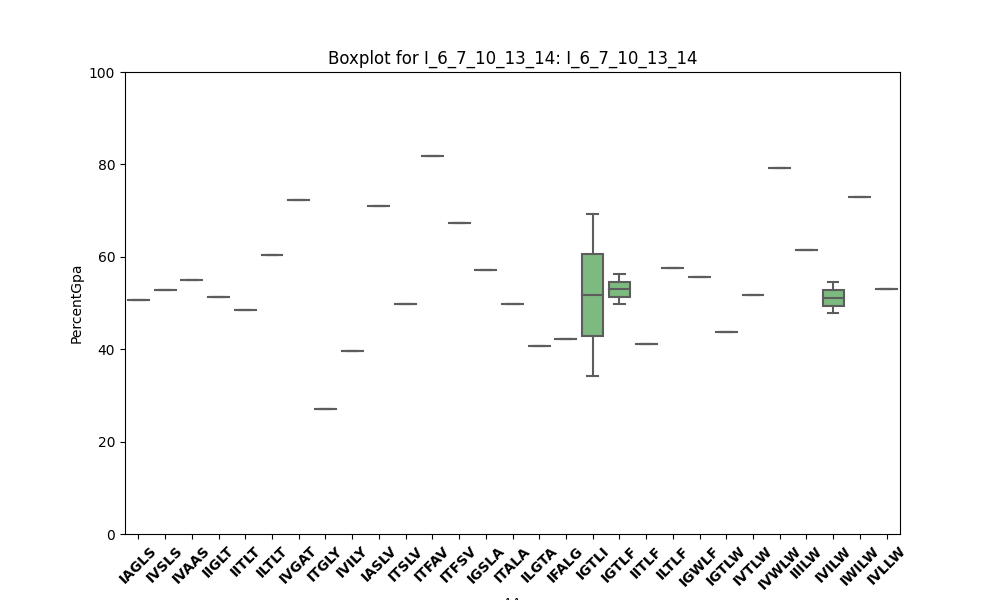 Boxplot for I_6_7_10_13_14: I_6_7_10_13_14
100
80
60
40
20
0
PercentGpa
IAGLS
IVSLS
IVAAS
IIGLT
IITLT
ILTLT
IVGAT
ITGLY
IVILY
IASLV
ITSLV
ITFAV
ITFSV
IGSLA
ITALA
ILGTA
IFALG
IGTLI
IGTLF
IITLF
ILTLF
IGWLF
IGTLW
IVTLW
IVWLW
IIILW
IVILW
IWILW
IVLLW